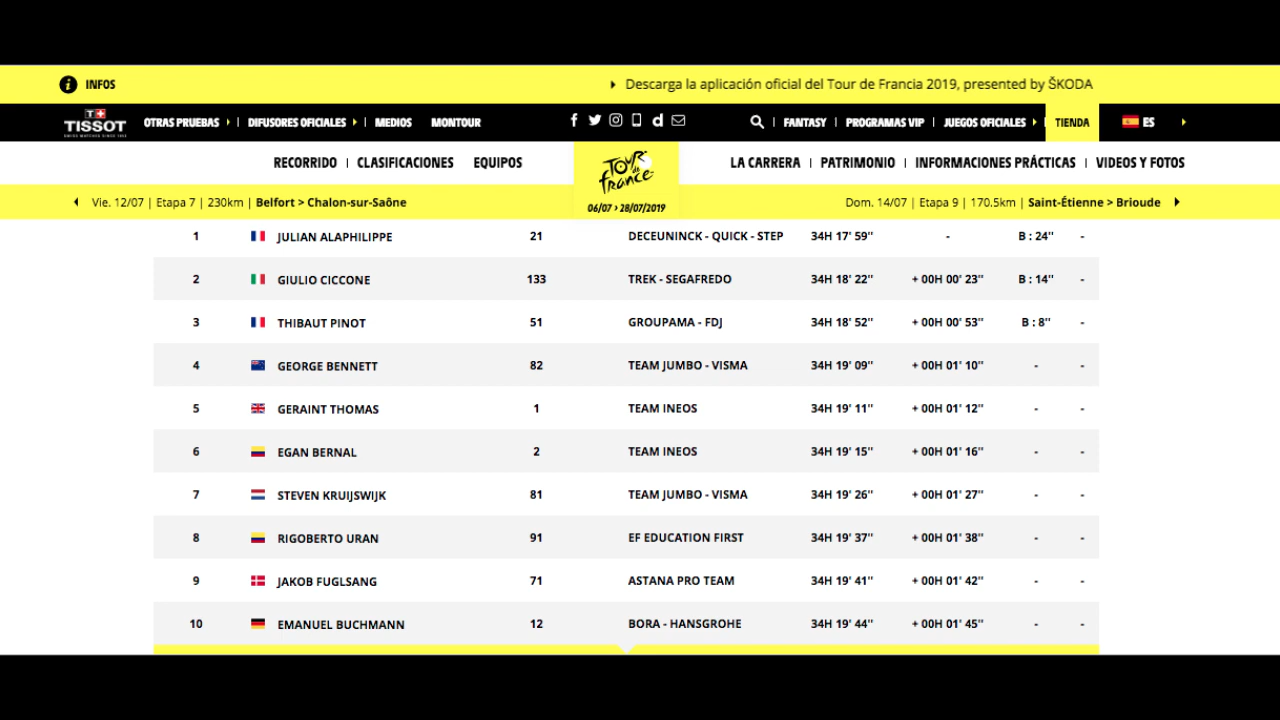 INFOS
Descarga la aplicación oficial del Tour de Francia 2019, presented by ŠKODA
TISSOT
SWISS WATCHES SINCE 1853
OTRAS PRUEBAS | DIFUSORES OFICIALES | MEDIOS | MONTOUR
FANTASY | PROGRAMAS VIP | JUEGOS OFICIALES | TIENDA ES
RECORRIDO | CLASIFICACIONES EQUIPOS
TOUR de france
06/07 > 28/07/2019
LA CARRERA | PATRIMONIO | INFORMACIONES PRÁCTICAS | VIDEOS Y FOTOS
Vie. 12/07 | Etapa 7 | 230km | Belfort > Chalon-sur-Saône
Dom. 14/07 | Etapa 9 | 170.5km | Saint-Étienne > Brioude
1 JULIAN ALAPHILIPPE 21 DECEUNINCK - QUICK - STEP 34H 17' 59'' - B : 24'' -
2 GIULIO CICCONE 133 TREK - SEGAFREDO 34H 18' 22'' + 00H 00' 23'' B : 14'' -
3 THIBAUT PINOT 51 GROUPAMA - FDJ 34H 18' 52'' + 00H 00' 53'' B : 8'' -
4 GEORGE BENNETT 82 TEAM JUMBO - VISMA 34H 19' 09'' + 00H 01' 10'' - -
5 GERAINT THOMAS 1 TEAM INEOS 34H 19' 11'' + 00H 01' 12'' - -
6 EGAN BERNAL 2 TEAM INEOS 34H 19' 15'' + 00H 01' 16'' - -
7 STEVEN KRUIJSWIJK 81 TEAM JUMBO - VISMA 34H 19' 26'' + 00H 01' 27'' - -
8 RIGOBERTO URAN 91 EF EDUCATION FIRST 34H 19' 37'' + 00H 01' 38'' - -
9 JAKOB FUGLSANG 71 ASTANA PRO TEAM 34H 19' 41'' + 00H 01' 42'' - -
10 EMANUEL BUCHMANN 12 BORA - HANSGROHE 34H 19' 44'' + 00H 01' 45'' - -